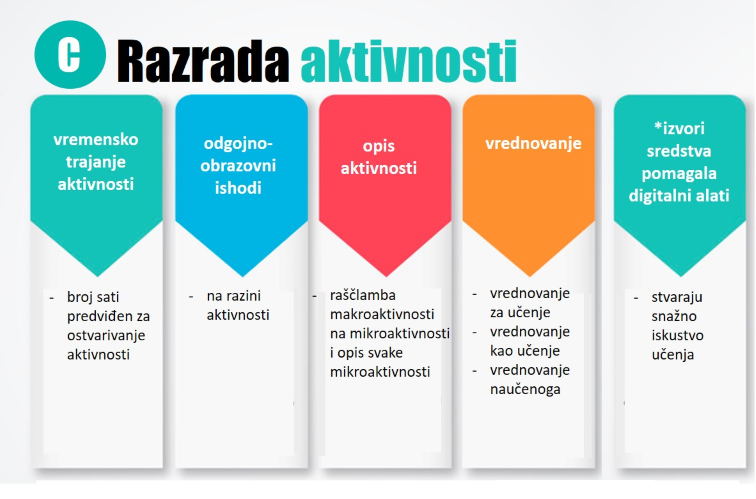 C Razrada aktivnosti
vremensko
trajanje
aktivnosti
- broj sati
predviđen za
ostvarivanje
aktivnosti
odgojno-
obrazovni
ishodi
- na razini
aktivnosti
opis
aktivnosti
- raščlamba
makroaktivnosti
na mikroaktivnosti
i opis svake
mikroaktivnosti
vrednovanje
- vrednovanje
za učenje
- vrednovanje
kao učenje
- vrednovanje
naučenoga
*izvori
sredstva
pomagala
digitalni alati
- stvaraju
snažno
iskustvo
učenja